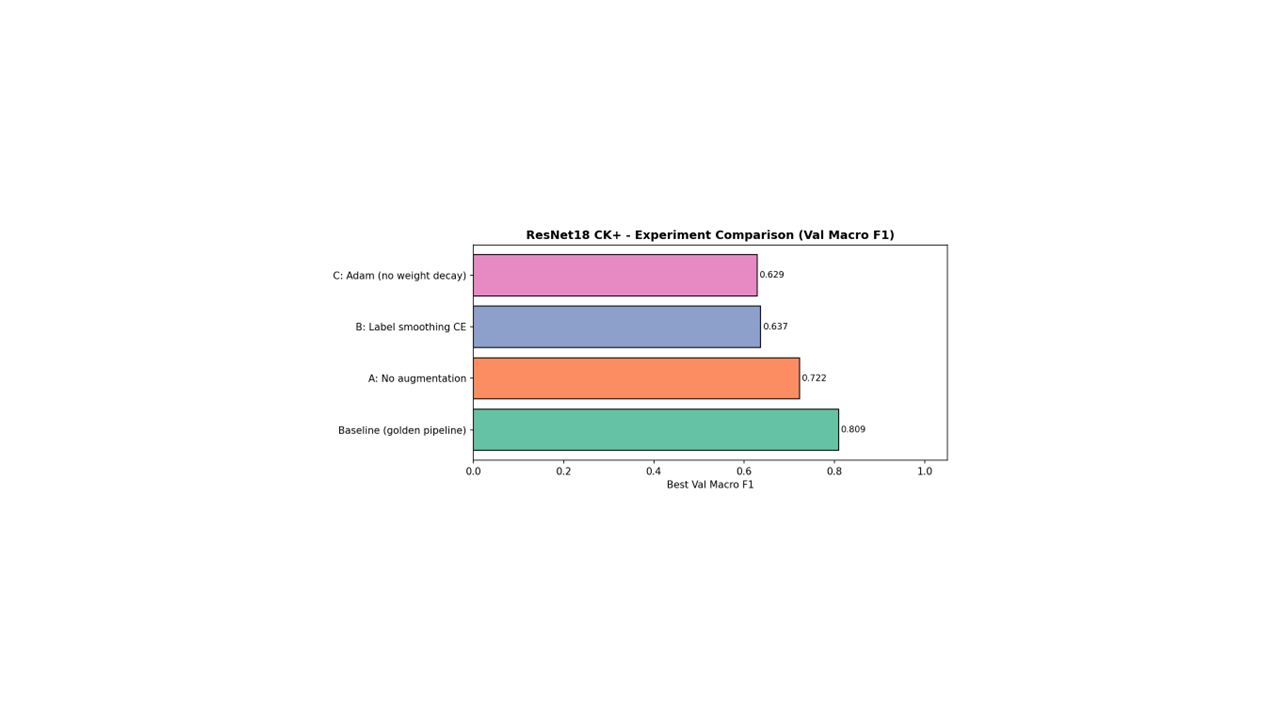 ResNet18 CK+ - Experiment Comparison (Val Macro F1)
C: Adam (no weight decay)
0.629
B: Label smoothing CE
0.637
A: No augmentation
0.722
Baseline (golden pipeline)
0.809
0.0 0.2 0.4 0.6 0.8 1.0
Best Val Macro F1